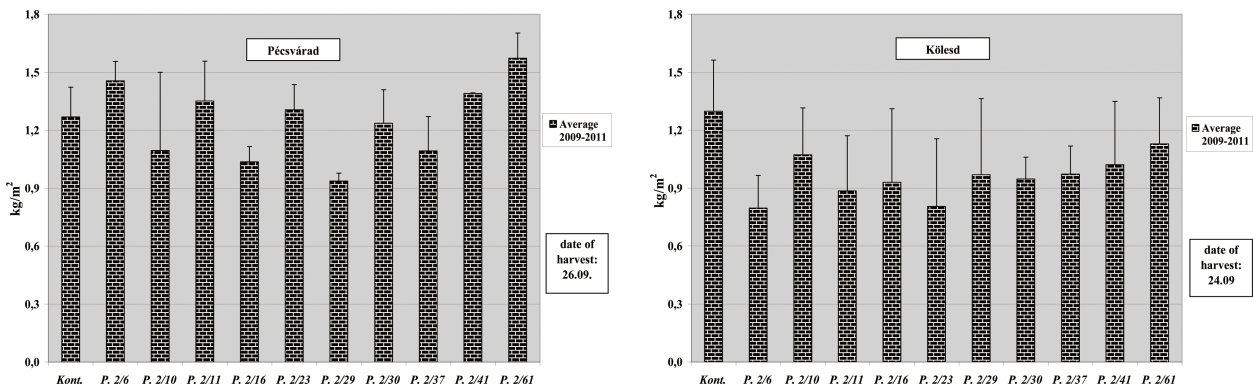 1,8
1,5
1,2
0,9
0,6
0,3
0,0
kg/m²
Pécsvárad
Kont. P. 2/6 P. 2/10 P. 2/11 P. 2/16 P. 2/23 P. 2/29 P. 2/30 P. 2/37 P. 2/41 P. 2/61
Average
2009-2011
date of
harvest:
26.09.
1,8
1,5
1,2
0,9
0,6
0,3
0,0
kg/m²
Kölesd
Kont. P. 2/6 P. 2/10 P. 2/11 P. 2/16 P. 2/23 P. 2/29 P. 2/30 P. 2/37 P. 2/41 P. 2/61
Average
2009-2011
date of
harvest:
24.09